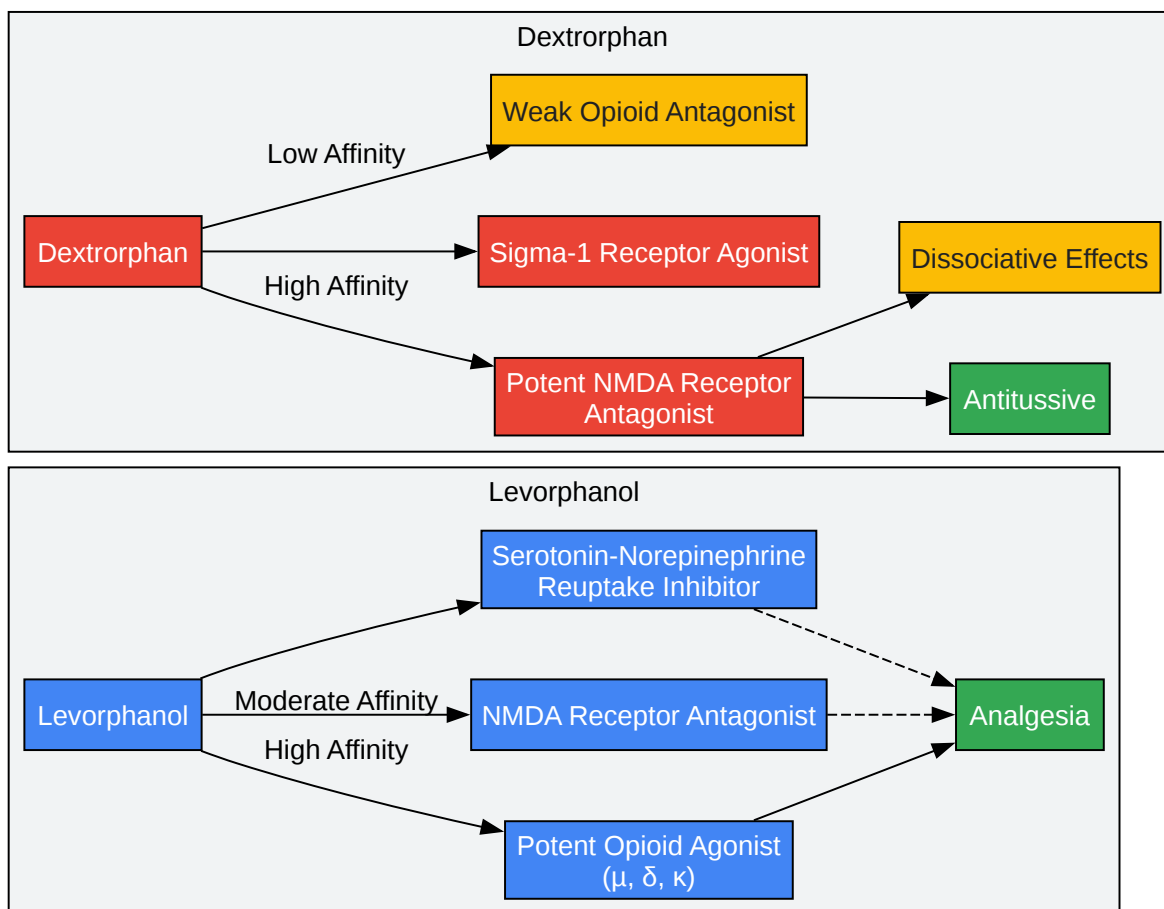 Dextrorphan
Weak Opioid Antagonist
Low Affinity
Dextrorphan
Sigma-1 Receptor Agonist
Dissociative Effects
High Affinity
Potent NMDA Receptor
Antagonist
Antitussive
Levorphanol
Serotonin-Norepinephrine
Reuptake Inhibitor
Levorphanol
Moderate Affinity
NMDA Receptor Antagonist
Analgesia
High Affinity
Potent Opioid Agonist
(μ, δ, κ)